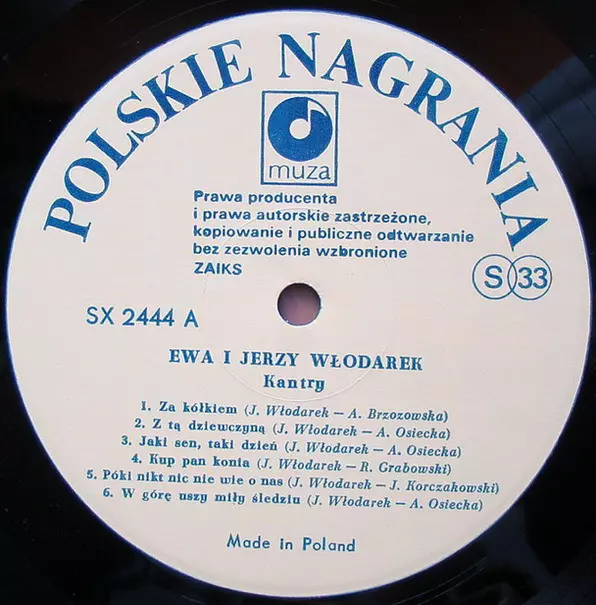 POLSKIE NAGRANIA
muza
Prawa producenta
i prawa autorskie zastrzeżone,
kopiowanie i publiczne odtwarzanie
bez zezwolenia wzbronione
ZAIKS
S 33
SX 2444 A
EWA I JERZY WŁODAREK
Kantry
1. Za kółkiem (J. Włodarek — A. Brzozowska)
2. Z tą dziewczyną (J. Włodarek — A. Osiecka)
3. Jaki sen, taki dzień (J. Włodarek — A. Osiecka)
4. Kup pan konia (J. Włodarek — R. Grabowski)
5. Póki nikt nic nie wie o nas (J. Włodarek — J. Korczakowski)
6. W górę uszy miły śledziu (J. Włodarek — A. Osiecka)
Made in Poland